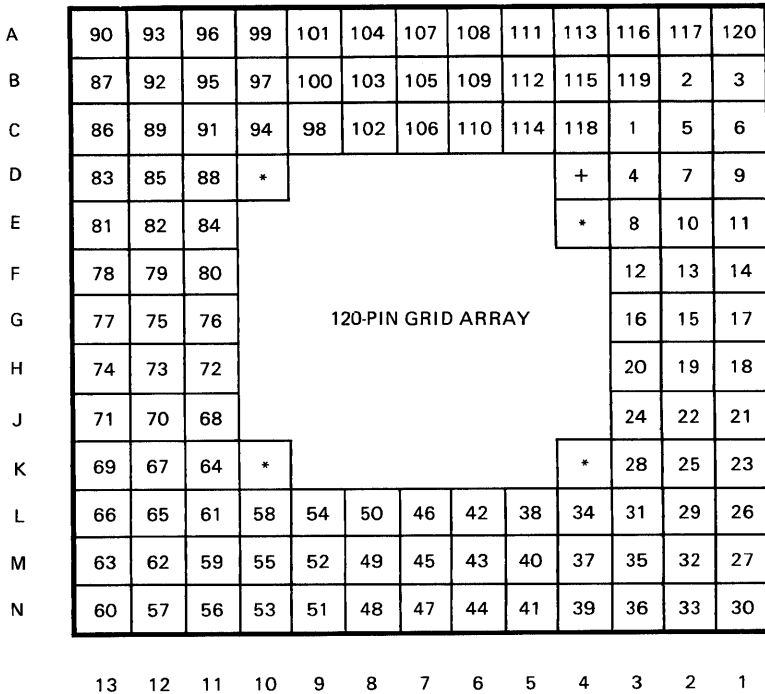 A 90 93 96 99 101 104 107 108 111 113 116 117 120
B 87 92 95 97 100 103 105 109 112 115 119 2 3
C 86 89 91 94 98 102 106 110 114 118 1 5 6
D 83 85 88 * + 4 7 9
E 81 82 84 * 8 10 11
F 78 79 80 12 13 14
G 77 75 76 120-PIN GRID ARRAY 16 15 17
H 74 73 72 20 19 18
J 71 70 68 24 22 21
K 69 67 64 * * 28 25 23
L 66 65 61 58 54 50 46 42 38 34 31 29 26
M 63 62 59 55 52 49 45 43 40 37 35 32 27
N 60 57 56 53 51 48 47 44 41 39 36 33 30
13 12 11 10 9 8 7 6 5 4 3 2 1